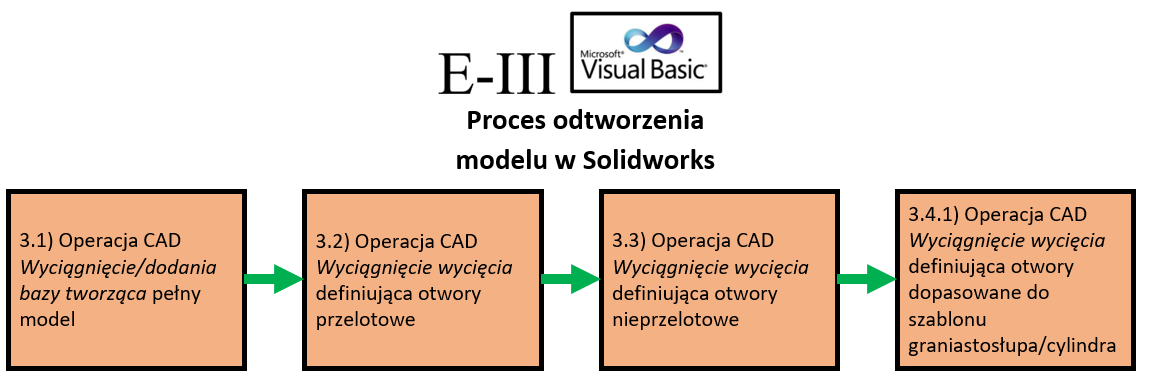 E-III
Microsoft®
Visual Basic®
Proces odtworzenia
modelu w Solidworks
3.1) Operacja CAD
Wyciągnięcie/dodania
bazy tworząca pełny
model
3.2) Operacja CAD
Wyciągnięcie wycięcia
definiująca otwory
przelotowe
3.3) Operacja CAD
Wyciągnięcie wycięcia
definiująca otwory
nieprzelotowe
3.4.1) Operacja CAD
Wyciągnięcie wycięcia
definiująca otwory
dopasowane do
szablonu
graniastosłupa/cylindra